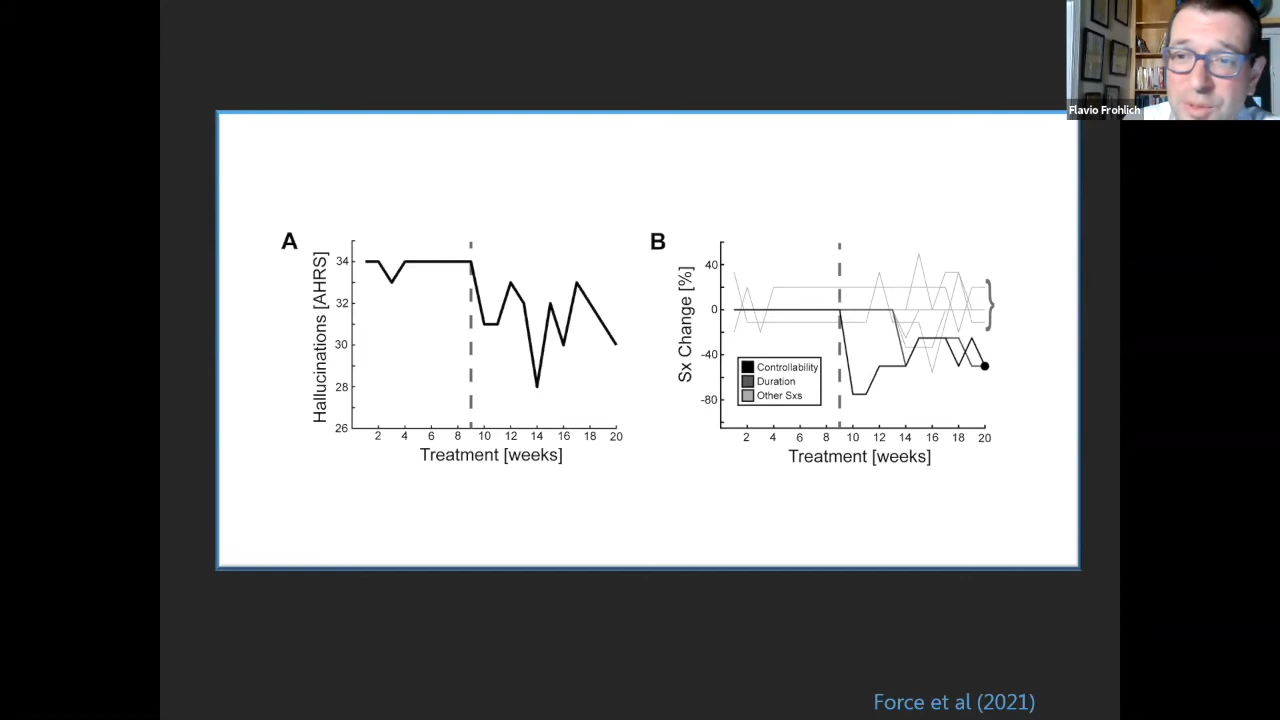 Flavio Frohlich
A
Hallucinations [AHRS]
34
32
30
28
26
2 4 6 8 10 12 14 16 18 20
Treatment [weeks]
B
Sx Change [%]
40
0
-40
-80
Controllability
Duration
Other Sxs
2 4 6 8 10 12 14 16 18 20
Treatment [weeks]
Force et al (2021)